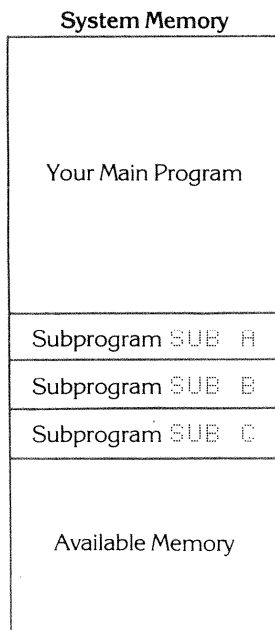 System Memory
Your Main Program
Subprogram SUB A
Subprogram SUB B
Subprogram SUB C
Available Memory